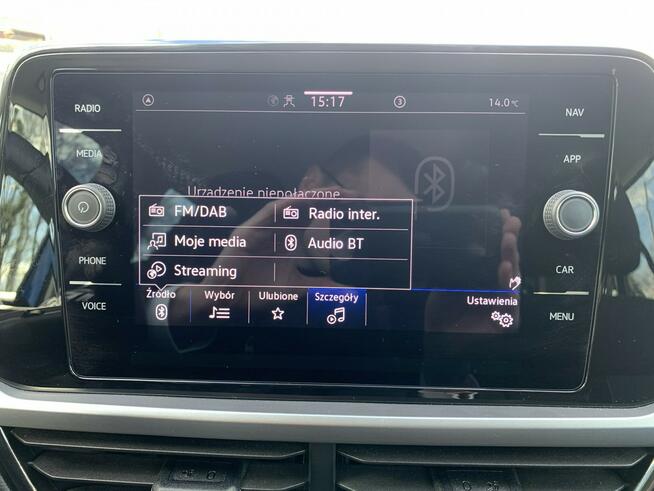 RADIO
MEDIA
PHONE
VOICE
15:17
3
14.0°C
NAV
APP
CAR
MENU
Urządzenie niepołączone
FM/DAB
Radio inter.
Moje media
Audio BT
Streaming
Źródło
Wybór
Ulubione
Szczegóły
Ustawienia